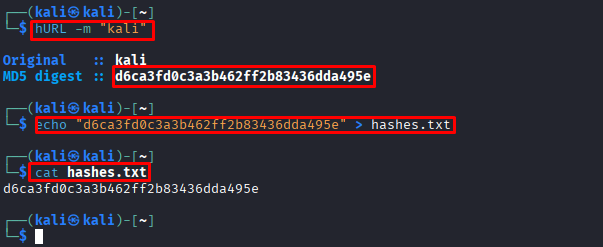 ┌──(kali㉿kali)-[~]
└─$ hURL -m "kali"
Original :: kali
MD5 digest :: d6ca3fd0c3a3b462ff2b83436dda495e
┌──(kali㉿kali)-[~]
└─$ echo "d6ca3fd0c3a3b462ff2b83436dda495e" > hashes.txt
┌──(kali㉿kali)-[~]
└─$ cat hashes.txt
d6ca3fd0c3a3b462ff2b83436dda495e
┌──(kali㉿kali)-[~]
└─$